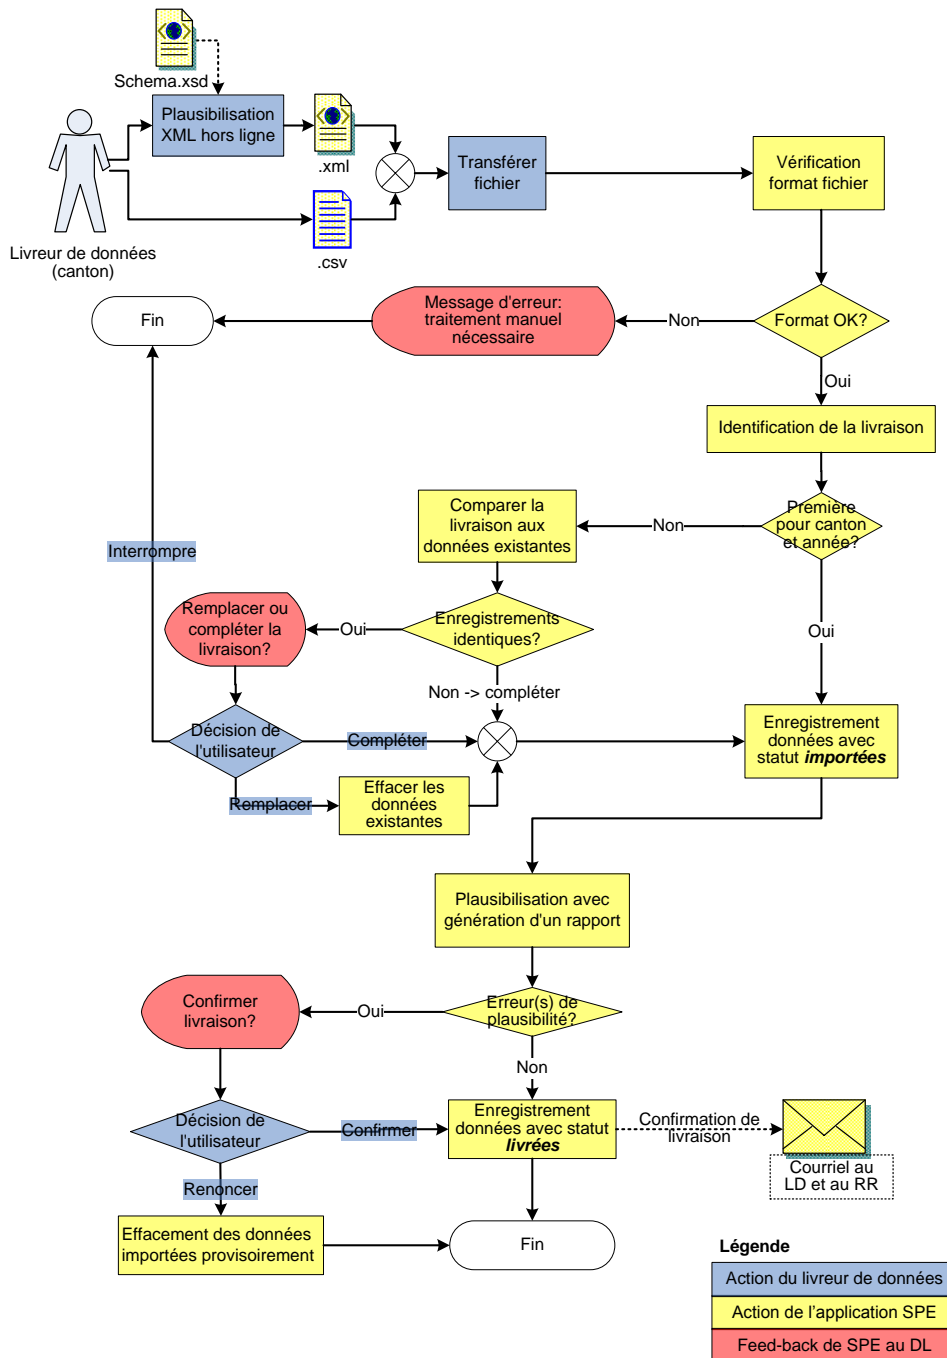 Schema.xsd
Plausibilisation
XML hors ligne
.xml
.csv
Livreur de données
(canton)
Transférer
fichier
Vérification
format fichier
Format OK?
Non
Message d'erreur:
traitement manuel
nécessaire
Fin
Oui
Identification de la livraison
Première
pour canton
et année?
Non
Comparer la
livraison aux
données existantes
Interrompre
Enregistrements
identiques?
Oui
Remplacer ou
compléter la
livraison?
Oui
Non -> compléter
Décision de
l'utilisateur
Compléter
Remplacer
Effacer les
données
existantes
Enregistrement
données avec
statut importées
Plausibilisation avec
génération d'un rapport
Erreur(s) de
plausibilité?
Oui
Confirmer
livraison?
Non
Décision de
l'utilisateur
Confirmer
Enregistrement
données avec statut
livrées
Confirmation de
livraison
Courriel au
LD et au RR
Renoncer
Effacement des données
importées provisoirement
Fin
Légende
Action du livreur de données
Action de l'application SPE
Feed-back de SPE au DL